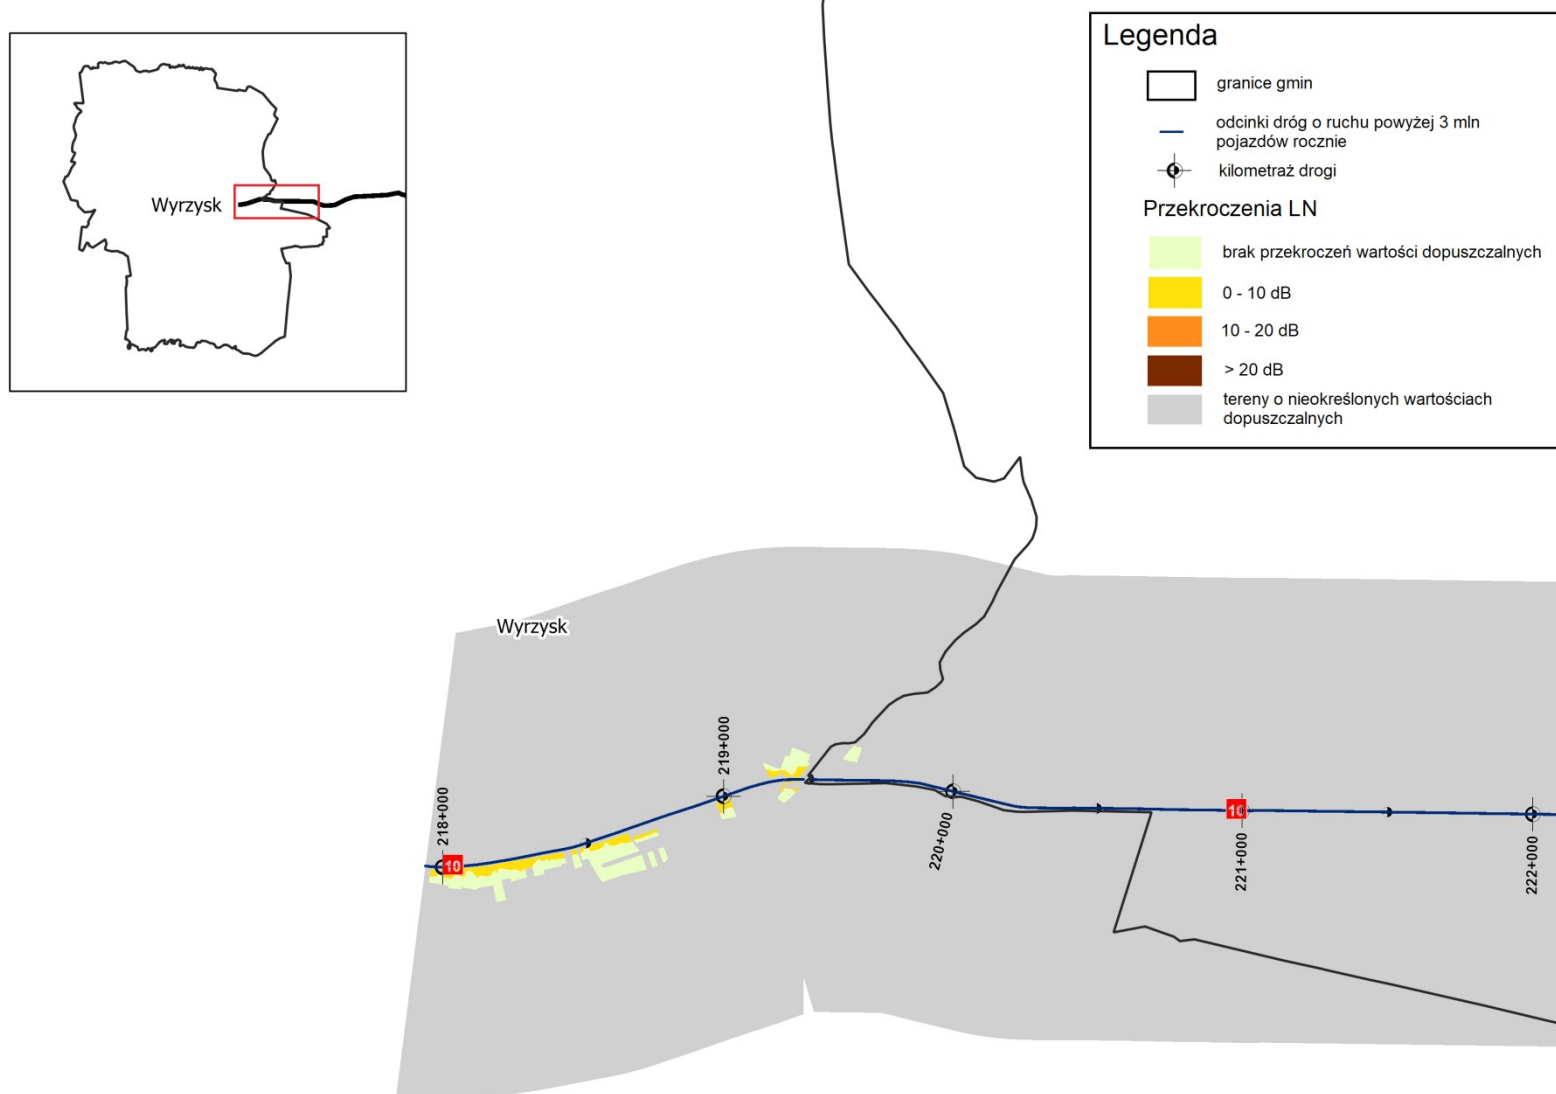 Wyrzysk
Legenda
granice gmin
odcinki dróg o ruchu powyżej 3 mln
pojazdów rocznie
kilometraż drogi
Przekroczenia LN
brak przekroczeń wartości dopuszczalnych
0 - 10 dB
10 - 20 dB
> 20 dB
tereny o nieokreślonych wartościach
dopuszczalnych
Wyrzysk
218+000
10
219+000
220+000
10
221+000
222+000